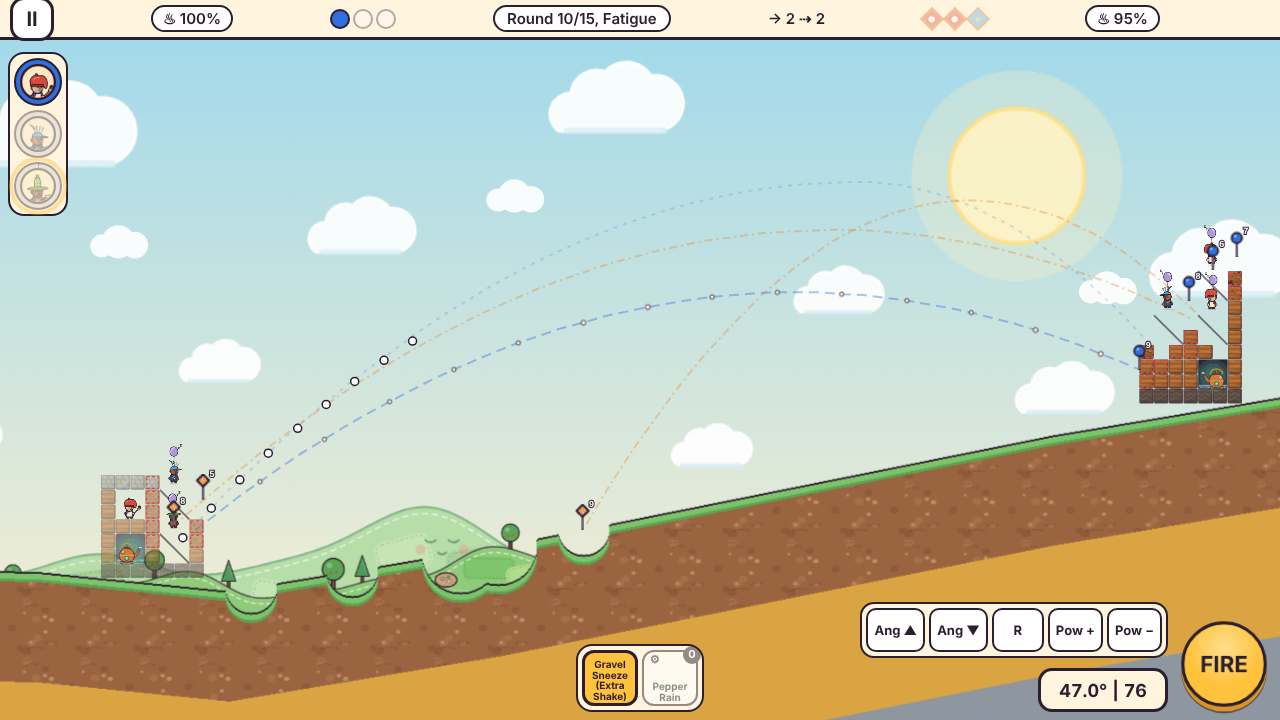 100%
Round 10/15, Fatigue
→ 2 ⇢ 2
95%
7
6
8
9
5
6
9
Ang ▲
Ang ▼
R
Pow +
Pow −
Gravel
Sneeze
(Extra
Shake)
0
Pepper
Rain
47.0° | 76
FIRE